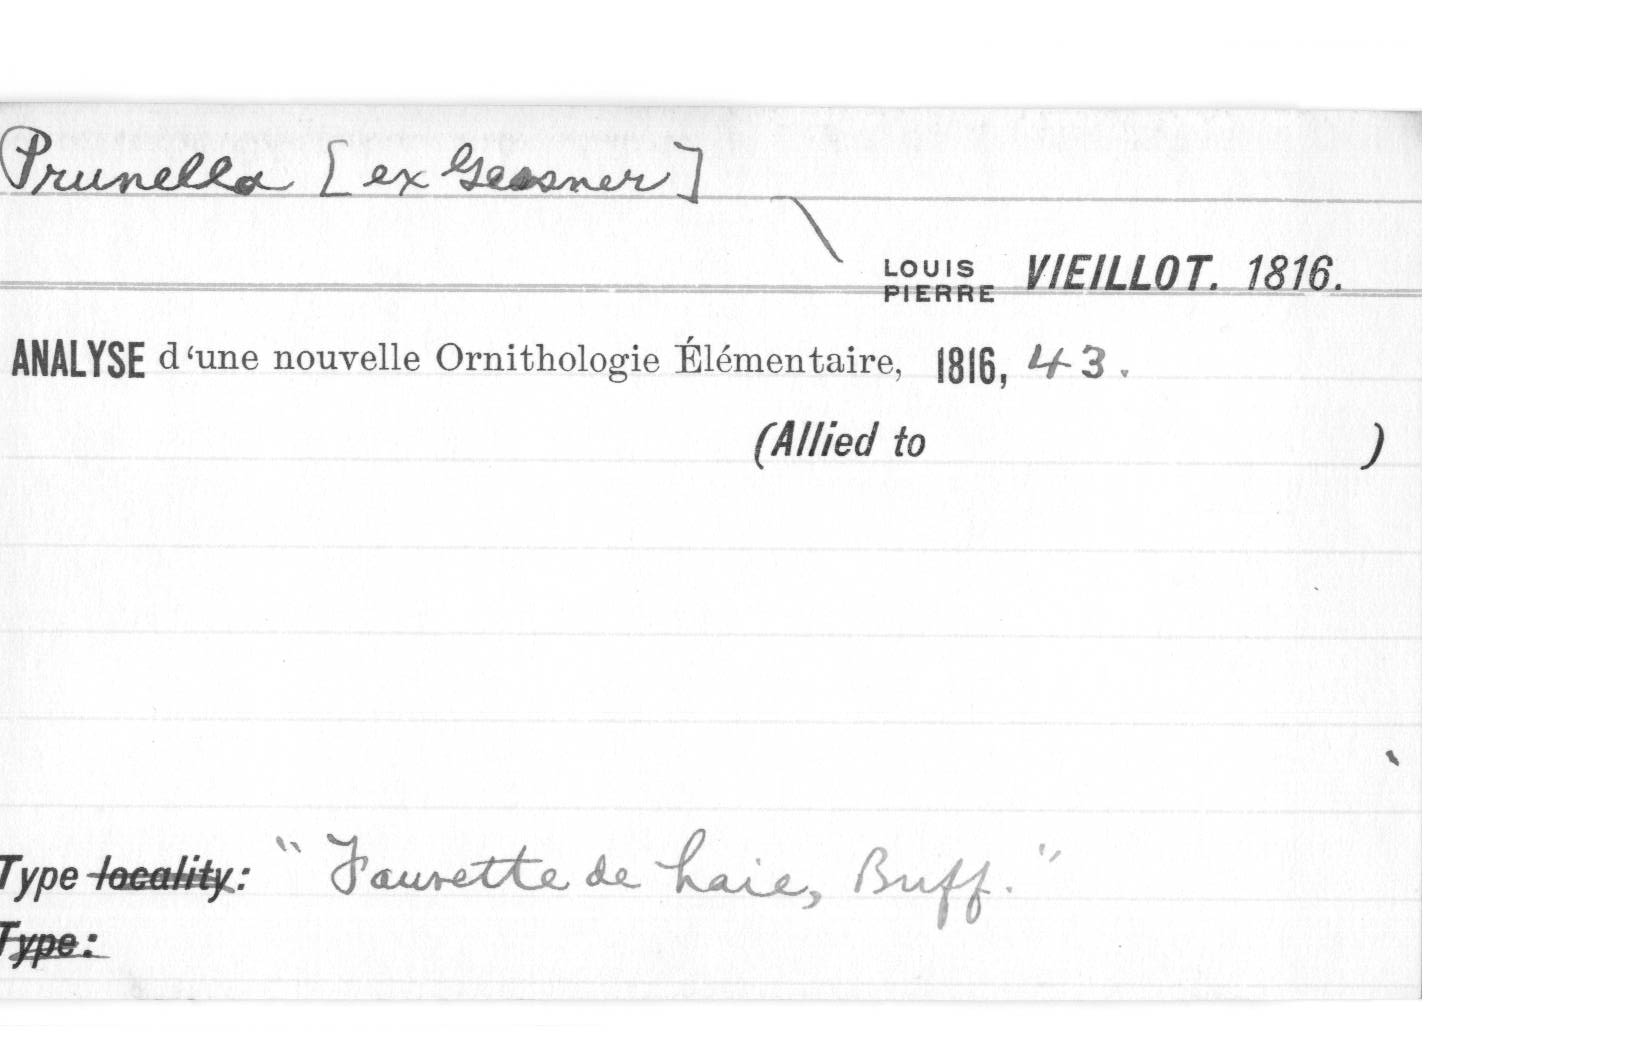 Prunella [ex Gessner]
LOUIS PIERRE VIEILLOT. 1816.
ANALYSE d‘une nouvelle Ornithologie Élémentaire, 1816, 43.
(Allied to )
Type locality: "Fauvette de haie, Buff."
Type: